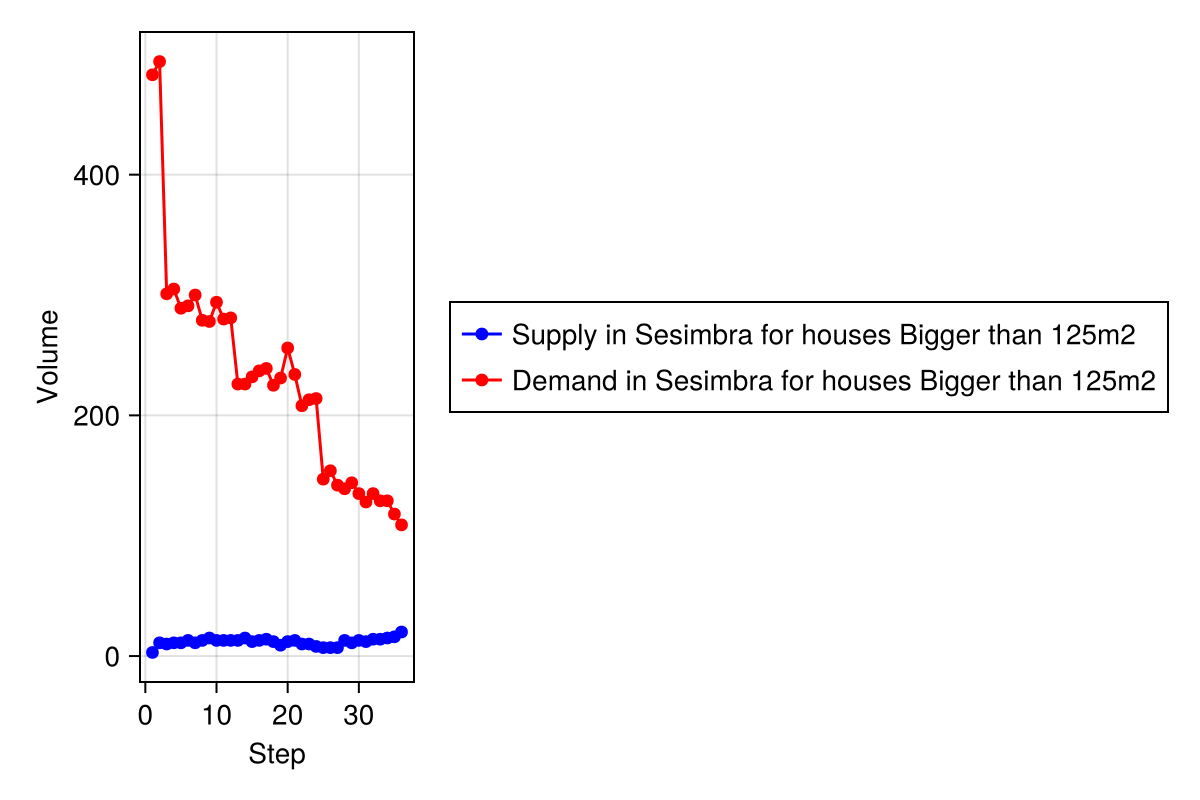 400
200
0
Volume
0 10 20 30
Step
Supply in Sesimbra for houses Bigger than 125m2
Demand in Sesimbra for houses Bigger than 125m2